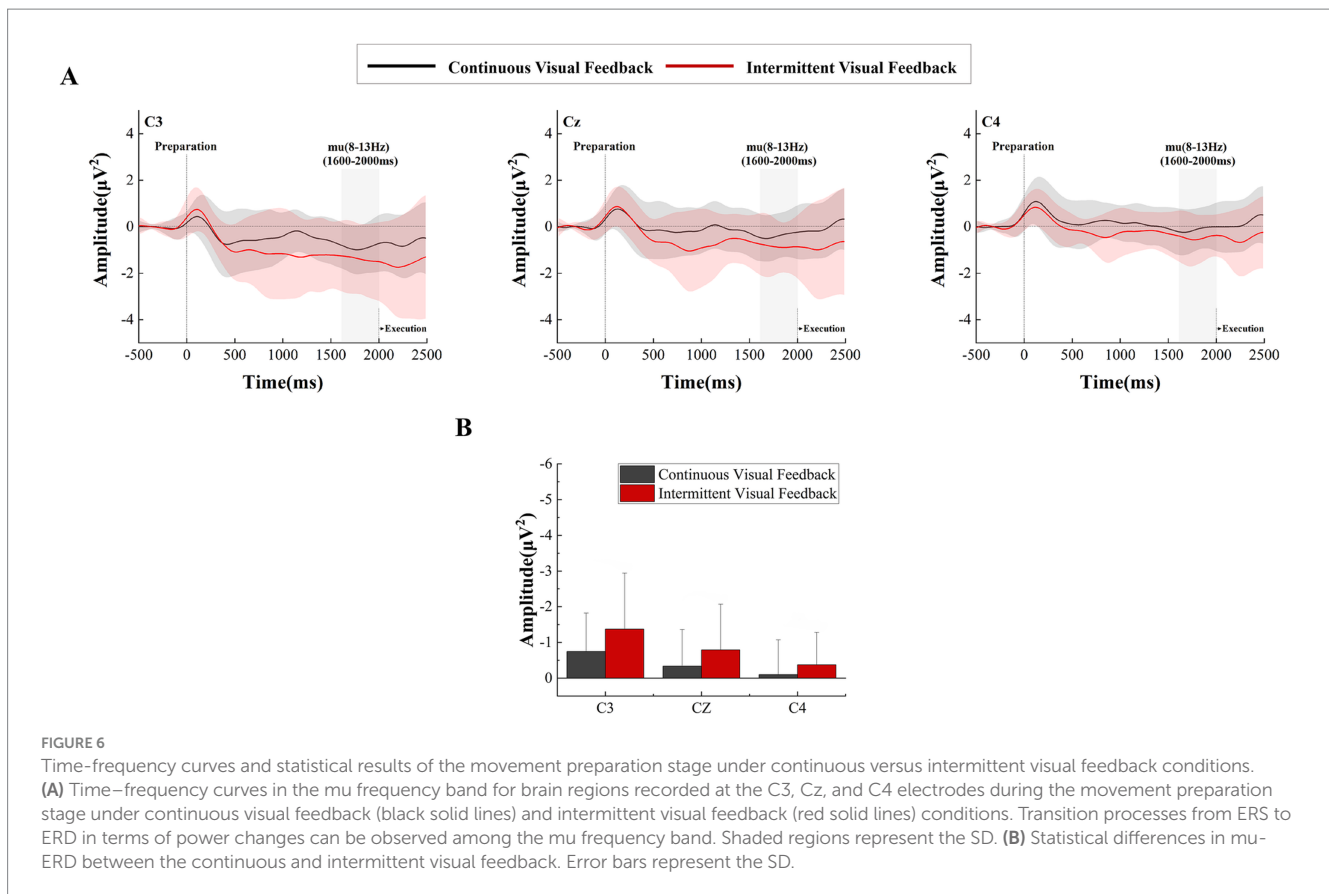 Continuous Visual Feedback Intermittent Visual Feedback
A
C3
Preparation
mu(8-13Hz)
(1600-2000ms)
Amplitude(μV²)
4
2
0
-2
-4
Execution
-500 0 500 1000 1500 2000 2500
Time(ms)
Cz
Preparation
mu(8-13Hz)
(1600-2000ms)
Amplitude(μV²)
4
2
0
-2
-4
Execution
-500 0 500 1000 1500 2000 2500
Time(ms)
C4
Preparation
mu(8-13Hz)
(1600-2000ms)
Amplitude(μV²)
4
2
0
-2
-4
Execution
-500 0 500 1000 1500 2000 2500
Time(ms)
B
Continuous Visual Feedback
Intermittent Visual Feedback
Amplitude(μV²)
-6
-5
-4
-3
-2
-1
0
C3 CZ C4
FIGURE 6
Time-frequency curves and statistical results of the movement preparation stage under continuous versus intermittent visual feedback conditions.
(A) Time–frequency curves in the mu frequency band for brain regions recorded at the C3, Cz, and C4 electrodes during the movement preparation
stage under continuous visual feedback (black solid lines) and intermittent visual feedback (red solid lines) conditions. Transition processes from ERS to
ERD in terms of power changes can be observed among the mu frequency band. Shaded regions represent the SD. (B) Statistical differences in mu-
ERD between the continuous and intermittent visual feedback. Error bars represent the SD.